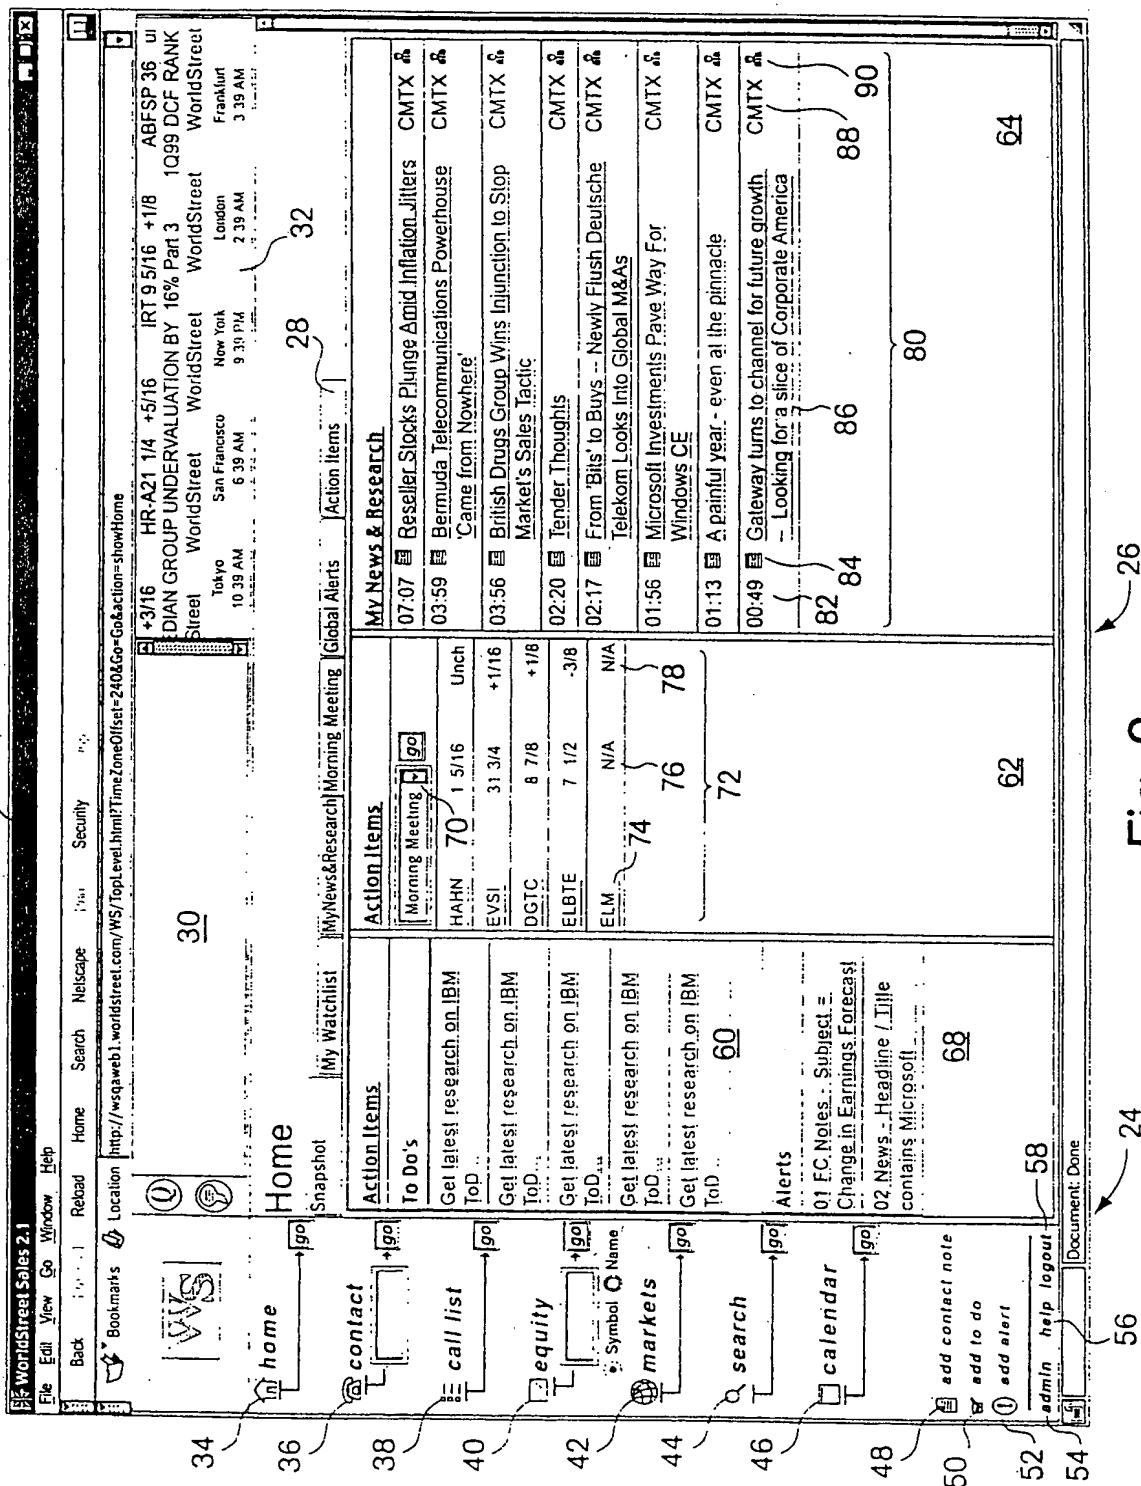 WorldStreet Sales 2.1
File Edit View Go Window Help
Back Reload Home Search Netscape Security
Bookmarks Location http://wsqaweb1.worldstreet.com/WS/TopLevel.html?TimeZoneOffset=240&Go=Go&action=showHome
WS
30
+3/16 HR-A21 1/4 +5/16 IRT 9 5/16 +1/8 ABFSP 36
DIAN GROUP UNDERVALUATION BY 16% Part 3 1Q99 DCF RANK
Street WorldStreet WorldStreet WorldStreet WorldStreet
Tokyo San Francisco New York London Frankfurt
10 39 AM 6 39 AM 9 39 PM 2 39 AM 3 39 AM
32
28
Home
Snapshot My Watchlist MyNews&Research Morning Meeting Global Alerts Action Items
34 home go
36 contact go
38 call list go
40 equity go
Symbol Name
42 markets go
44 search go
46 calendar go
48 add contact note
50 add to do
52 add alert
54 admin help logout
56
58
Action Items
To Do's
Get latest research on IBM
ToD...
Get latest research on IBM
ToD...
Get latest research on IBM
ToD...
Get latest research on IBM
ToD...
Get latest research on IBM
ToD...
60
Alerts
01 FC Notes - Subject =
Change in Earnings Forecast
02 News - Headline / Title
contains Microsoft
68
Action Items
Morning Meeting go
70
HAHN 1 5/16 Unch
EVSI 31 3/4 +1/16
DGTC 8 7/8 +1/8
ELBTE 7 1/2 -3/8
ELM N/A N/A
74 76 78
72
62
My News & Research
07:07 Reseller Stocks Plunge Amid Inflation Jitters CMTX
03:59 Bermuda Telecommunications Powerhouse CMTX
'Came from Nowhere'
03:56 British Drugs Group Wins Injunction to Stop CMTX
Market's Sales Tactic
02:20 Tender Thoughts CMTX
02:17 From 'Bits' to Buys -- Newly Flush Deutsche CMTX
Telekom Looks Into Global M&As
01:56 Microsoft Investments Pave Way For CMTX
Windows CE
01:13 A painful year - even at the pinnacle CMTX
00:49 Gateway turns to channel for future growth CMTX
-- Looking for a slice of Corporate America
82 84 86 88 90
80
64
Document: Done
24 26